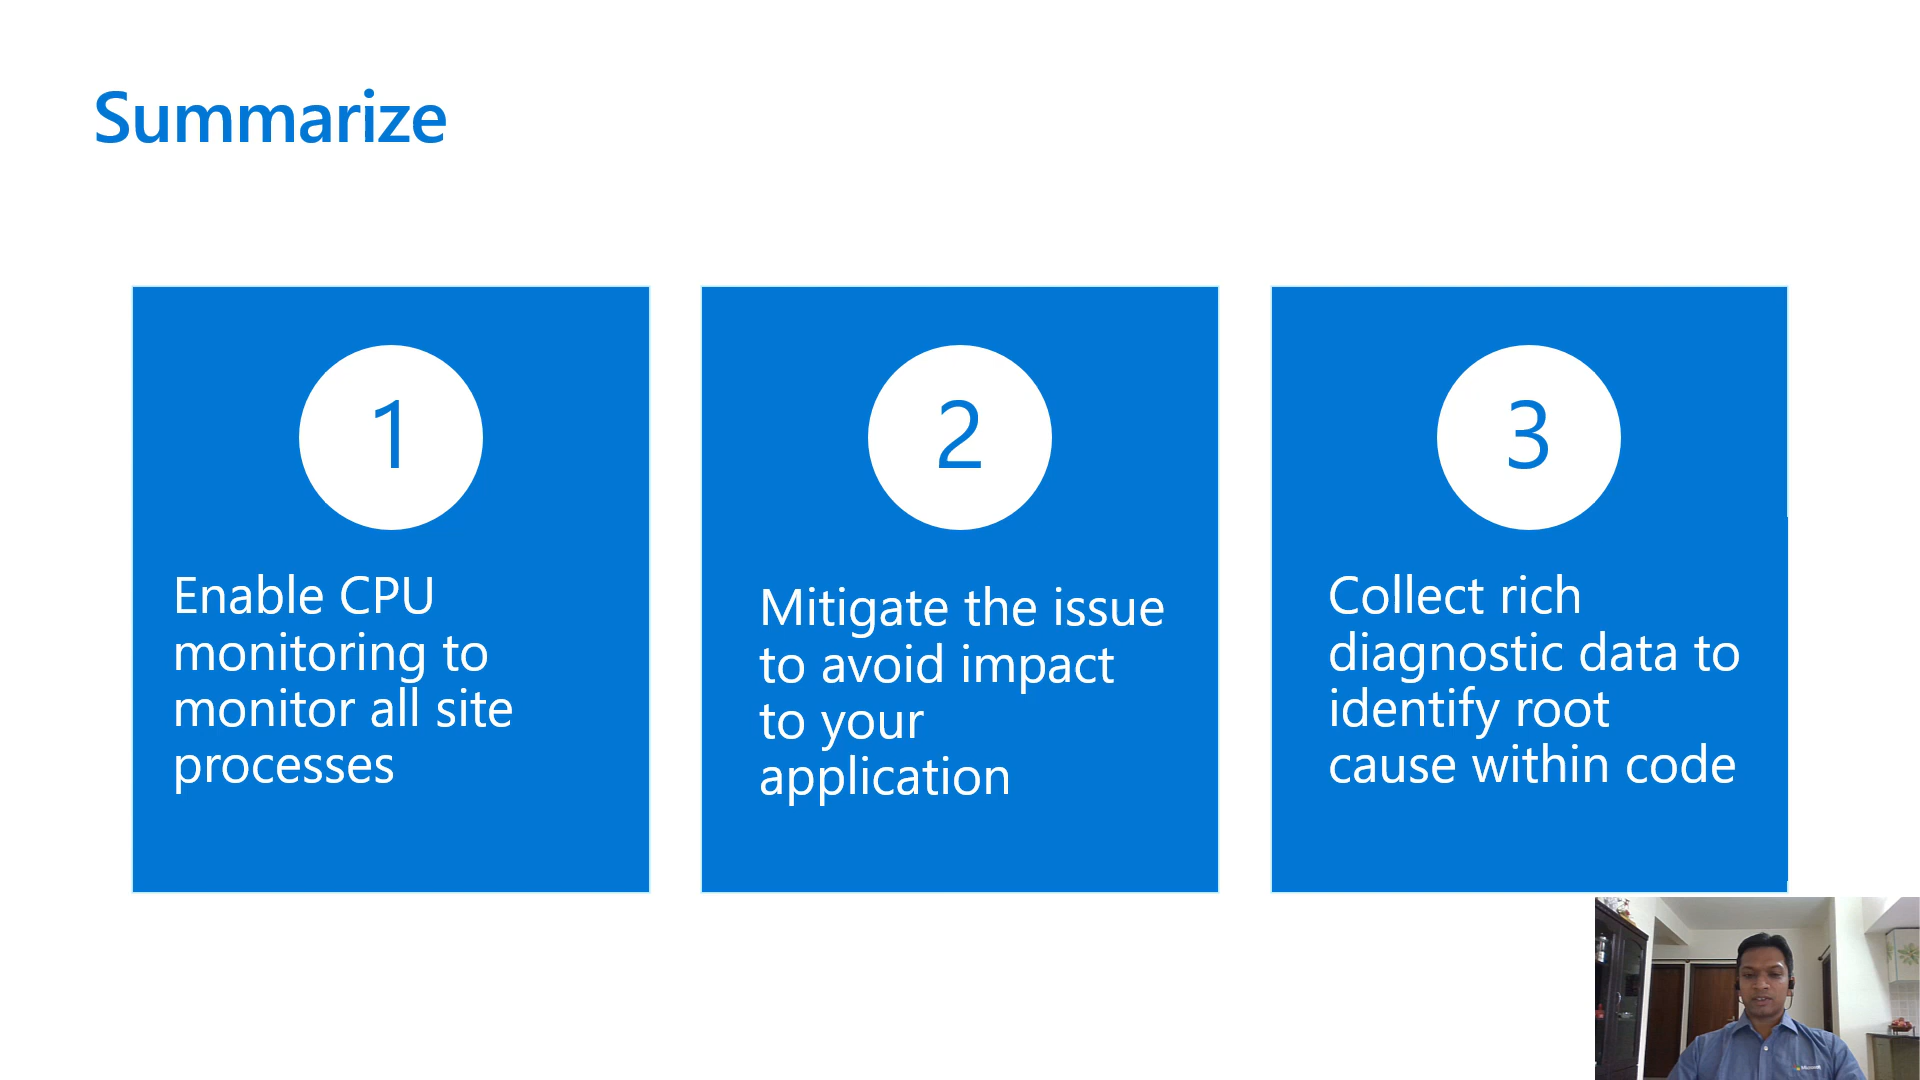 Summarize
1
Enable CPU
monitoring to
monitor all site
processes
2
Mitigate the issue
to avoid impact
to your
application
3
Collect rich
diagnostic data to
identify root
cause within code
Microsoft